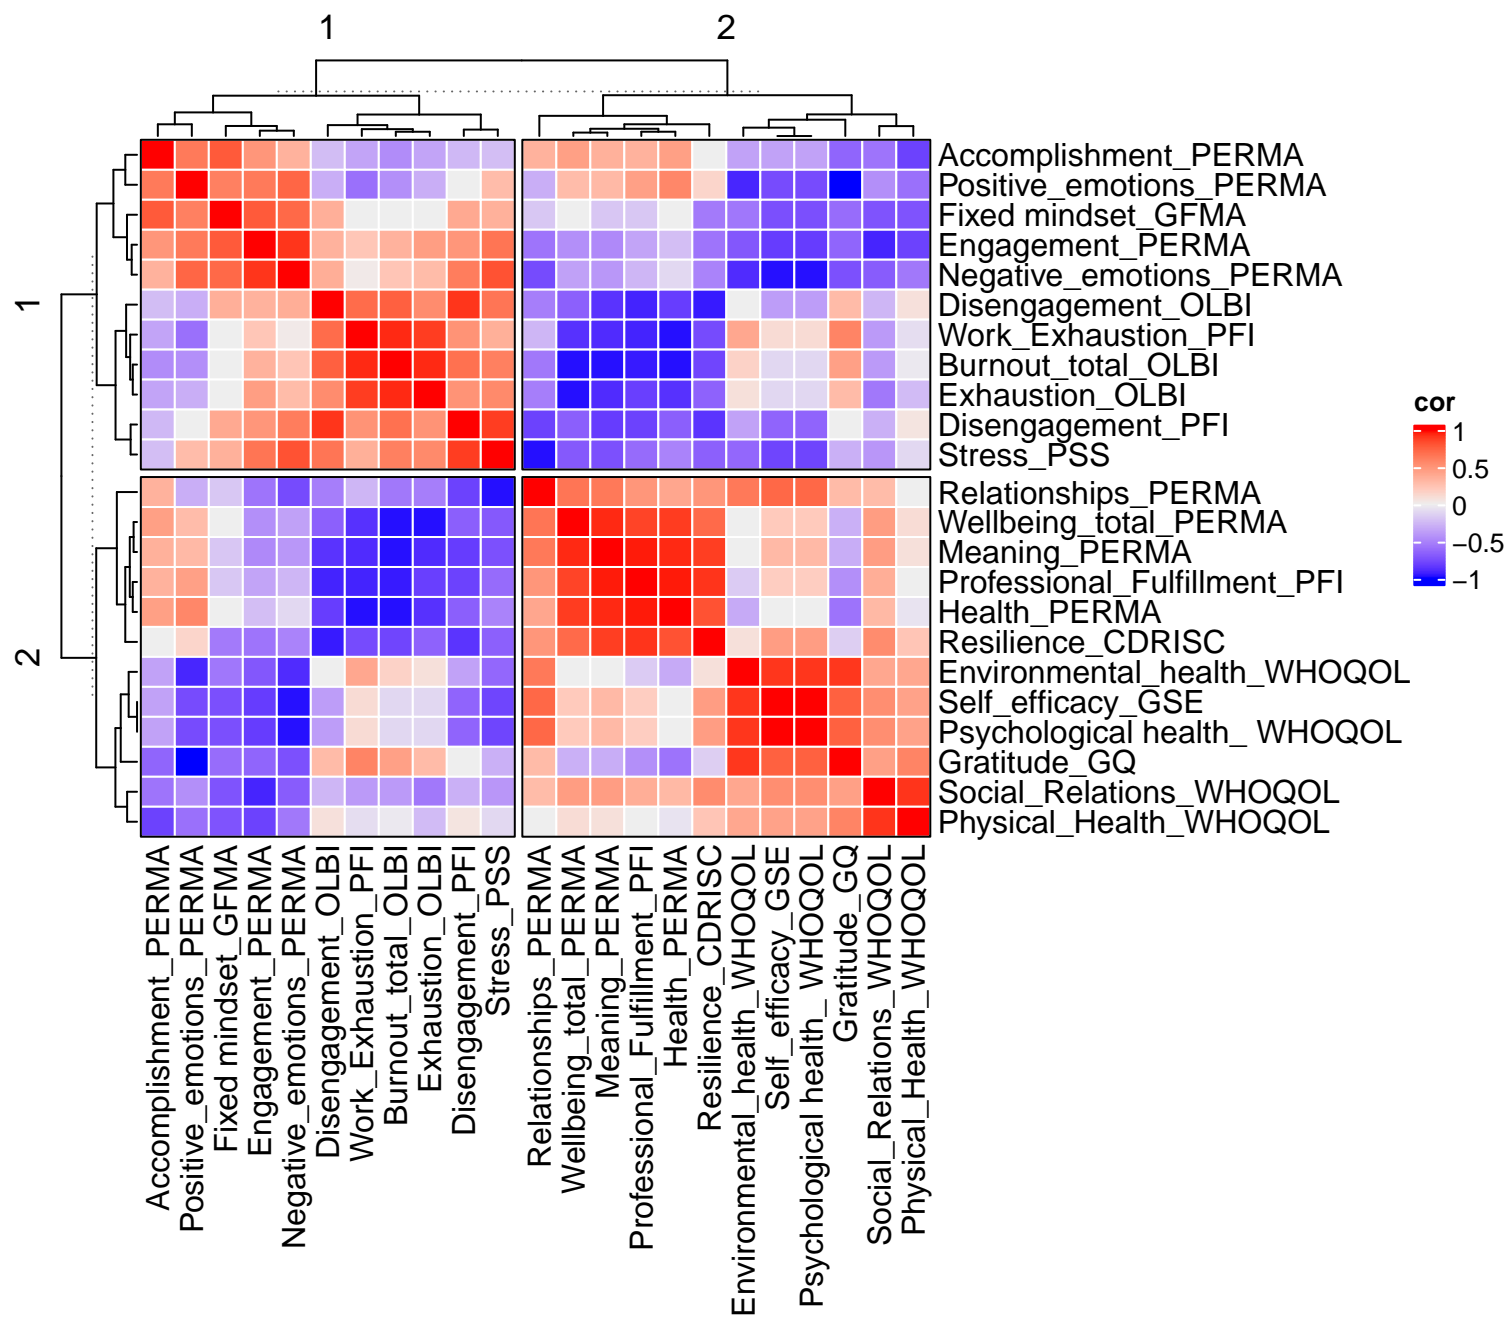 1 2
Accomplishment_PERMA
Positive_emotions_PERMA
Fixed mindset_GFMA
Engagement_PERMA
Negative_emotions_PERMA
1
Disengagement_OLBI
Work_Exhaustion_PFI
Burnout_total_OLBI
Exhaustion_OLBI
Disengagement_PFI
Stress_PSS
Relationships_PERMA
Wellbeing_total_PERMA
Meaning_PERMA
Professional_Fulfillment_PFI
Health_PERMA
Resilience_CDRISC
2
Environmental_health_WHOQOL
Self_efficacy_GSE
Psychological health_ WHOQOL
Gratitude_GQ
Social_Relations_WHOQOL
Physical_Health_WHOQOL
cor
1
0.5
0
−0.5
−1
Accomplishment_PERMA
Positive_emotions_PERMA
Fixed mindset_GFMA
Engagement_PERMA
Negative_emotions_PERMA
Disengagement_OLBI
Work_Exhaustion_PFI
Burnout_total_OLBI
Exhaustion_OLBI
Disengagement_PFI
Stress_PSS
Relationships_PERMA
Wellbeing_total_PERMA
Meaning_PERMA
Professional_Fulfillment_PFI
Health_PERMA
Resilience_CDRISC
Environmental_health_WHOQOL
Self_efficacy_GSE
Psychological health_ WHOQOL
Gratitude_GQ
Social_Relations_WHOQOL
Physical_Health_WHOQOL